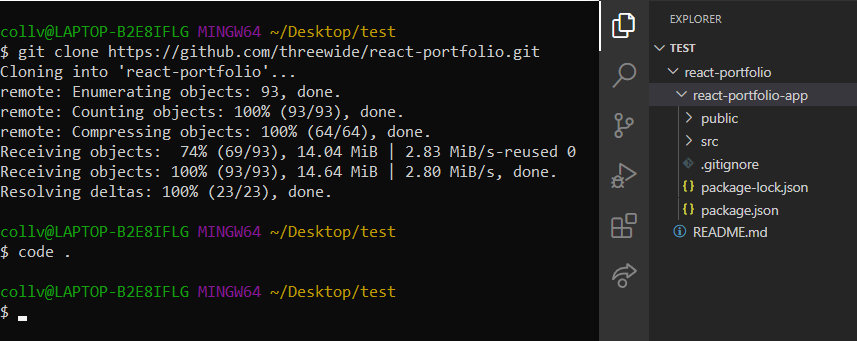 collv@LAPTOP-B2E8IFLG MINGW64 ~/Desktop/test
$ git clone https://github.com/threewide/react-portfolio.git
Cloning into 'react-portfolio'...
remote: Enumerating objects: 93, done.
remote: Counting objects: 100% (93/93), done.
remote: Compressing objects: 100% (64/64), done.
Receiving objects:  74% (69/93), 14.04 MiB | 2.83 MiB/s-reused 0
Receiving objects: 100% (93/93), 14.64 MiB | 2.80 MiB/s, done.
Resolving deltas: 100% (23/23), done.
collv@LAPTOP-B2E8IFLG MINGW64 ~/Desktop/test
$ code .
collv@LAPTOP-B2E8IFLG MINGW64 ~/Desktop/test
$
EXPLORER
TEST
react-portfolio
react-portfolio-app
public
src
.gitignore
{} package-lock.json
{} package.json
README.md